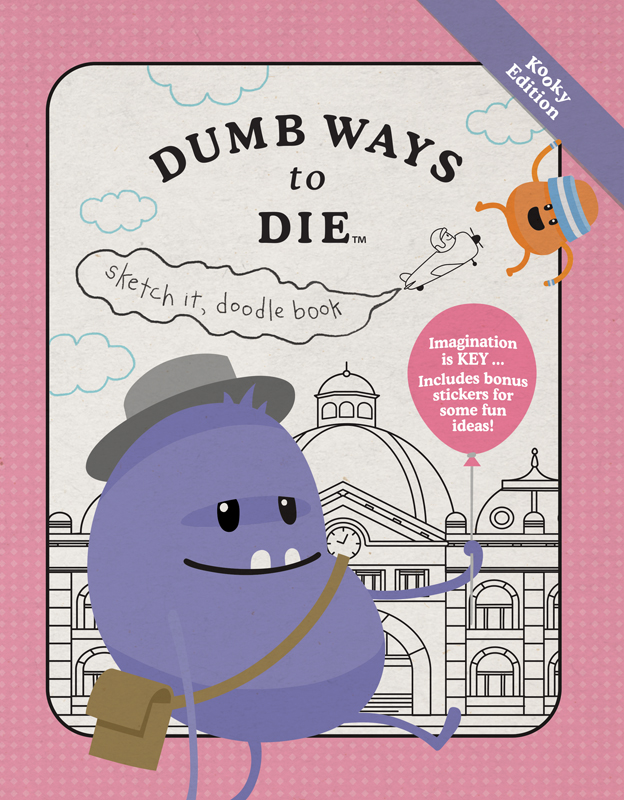 Kooky
Edition
DUMB WAYS
to
DIE™
sketch it, doodle book
Imagination
is KEY ...
Includes bonus
stickers for
some fun
ideas!